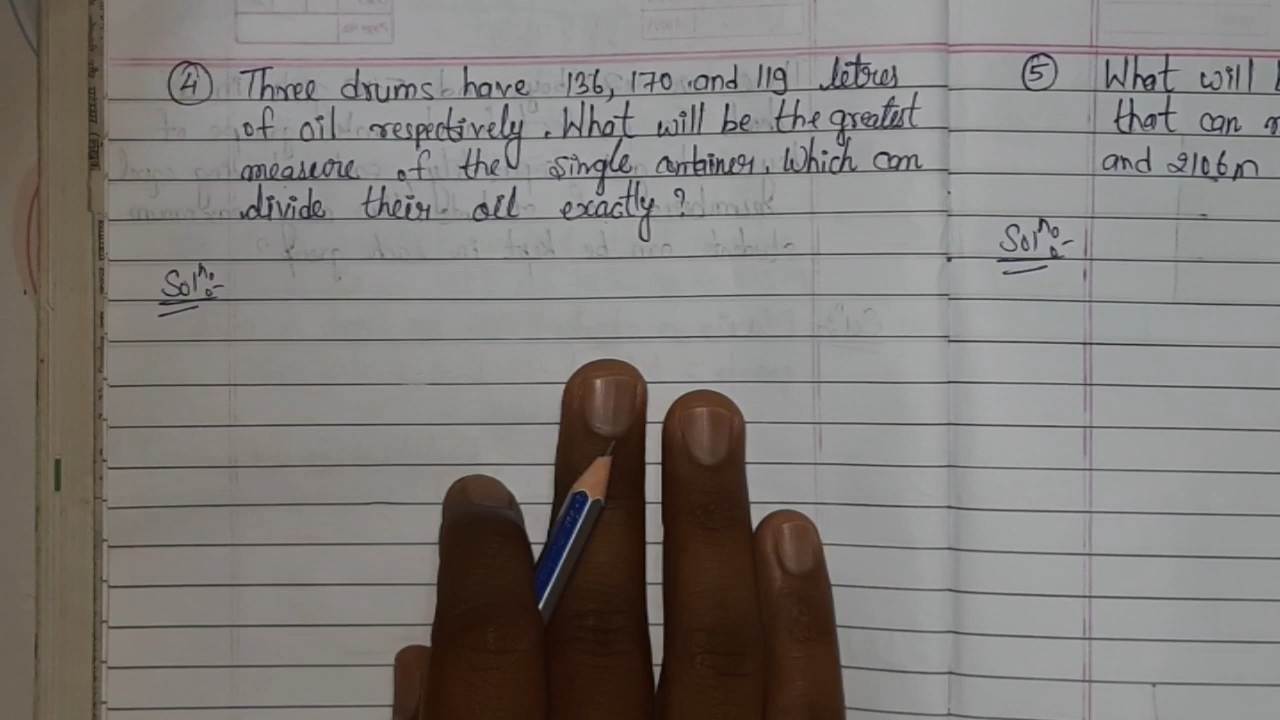 ④ Three drums have 136, 170 and 119 letres
of oil respectively. What will be the greatest
measure of the single container. Which can
divide their oil exactly?
Solⁿ:-
⑤ What will
that can
and 2106m
Solⁿ:-